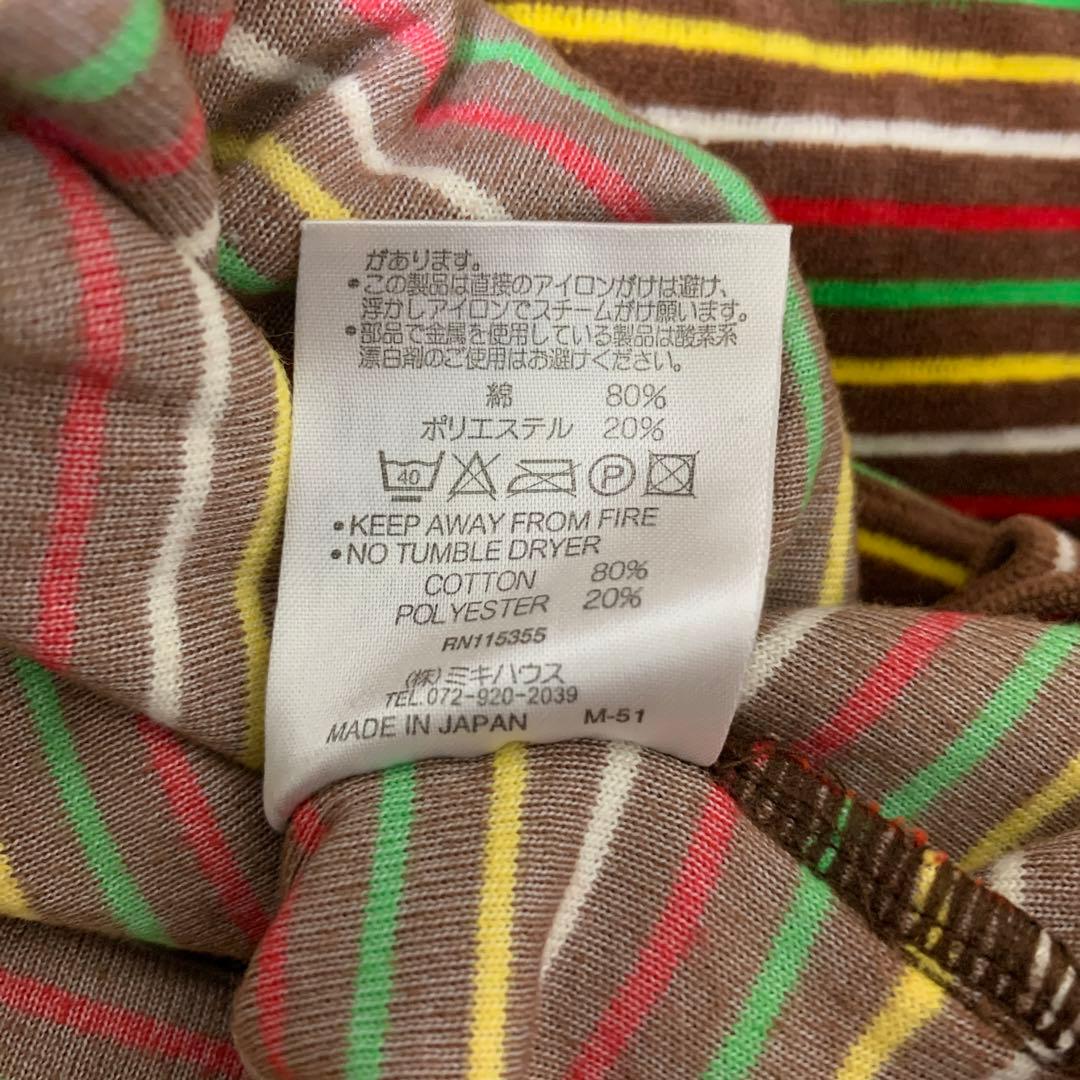 があります。
•この製品は直接のアイロンがけは避け、
浮かしアイロンでスチームがけ願います。
•部品で金属を使用している製品は酸素系
漂白剤のご使用はお避けください。
綿 80%
ポリエステル 20%
40 P
•KEEP AWAY FROM FIRE
•NO TUMBLE DRYER
COTTON 80%
POLYESTER 20%
RN115355
(株)ミキハウス
TEL.072-920-2039
MADE IN JAPAN M-51